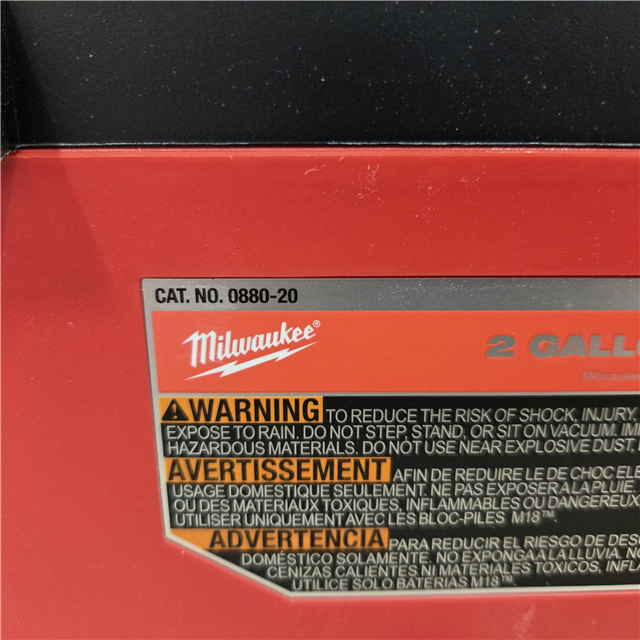 CAT. NO. 0880-20
Milwaukee®
2 GALL
Milwaukee
⚠WARNING TO REDUCE THE RISK OF SHOCK, INJURY,
EXPOSE TO RAIN. DO NOT STEP, STAND, OR SIT ON VACUUM.
HAZARDOUS MATERIALS. DO NOT USE NEAR EXPLOSIVE DUST,
AVERTISSEMENT AFIN DE REDUIRE LE DE CHOC
USAGE DOMESTIQUE SEULEMENT. NE PAS EXPOSER A LA PLUIE.
OU DES MATERIAUX TOXIQUES, INFLAMMABLES OU DANGEREUX
UTILISER UNIQUEMENT AVEC LES BLOC-PILES M18™
ADVERTENCIA PARA REDUCIR EL RIESGO DE
DOMÉSTICO SOLAMENTE. NO EXPONGA A LA LLUVIA. NO
CENIZAS CALIENTES NI MATERIALES TOXICOS,
UTILICE SOLO BATERIAS M18™.